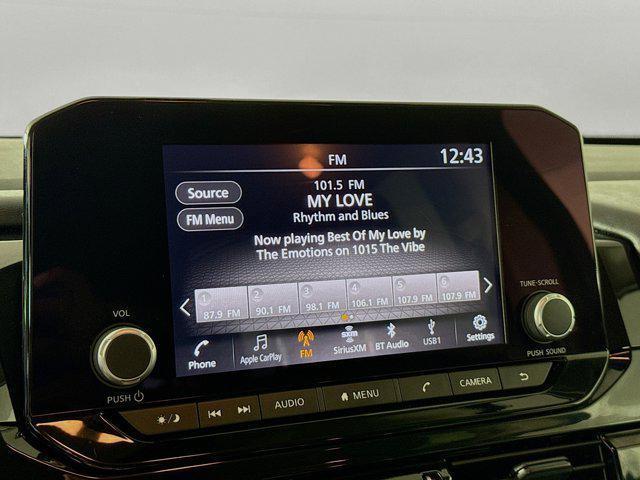 FM
12:43
Source
FM Menu
101.5 FM
MY LOVE
Rhythm and Blues
Now playing Best Of My Love by
The Emotions on 1015 The Vibe
1 2 3 4 5 6
87.9 FM 90.1 FM 98.1 FM 106.1 FM 107.9 FM 107.9 FM
Phone Apple CarPlay FM SXM SiriusXM BT Audio USB1 Settings
VOL
PUSH
TUNE·SCROLL
PUSH SOUND
AUDIO MENU CAMERA